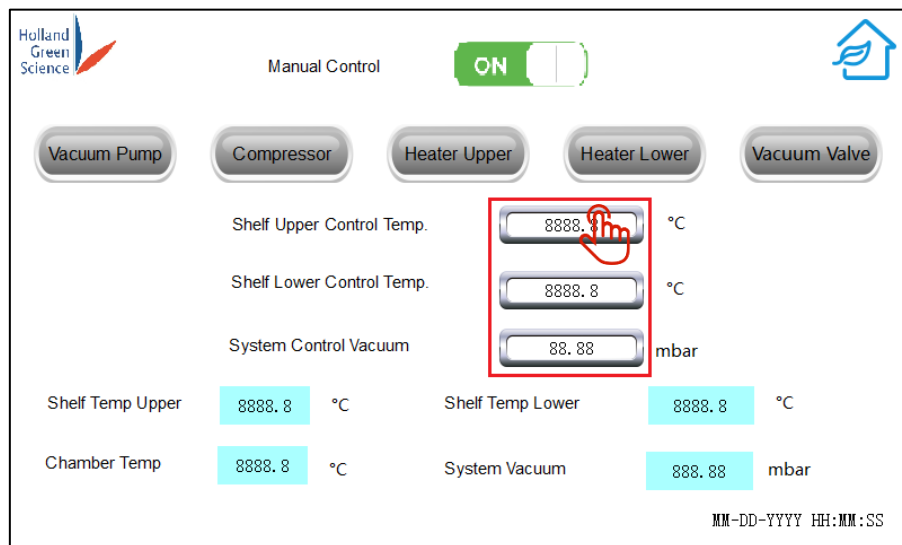 Holland
Green
Science
Manual Control
ON
Vacuum Pump
Compressor
Heater Upper
Heater Lower
Vacuum Valve
Shelf Upper Control Temp.
8888.8
°C
Shelf Lower Control Temp.
8888.8
°C
System Control Vacuum
88.88
mbar
Shelf Temp Upper
8888.8
°C
Shelf Temp Lower
8888.8
°C
Chamber Temp
8888.8
°C
System Vacuum
888.88
mbar
MM-DD-YYYY HH:MM:SS